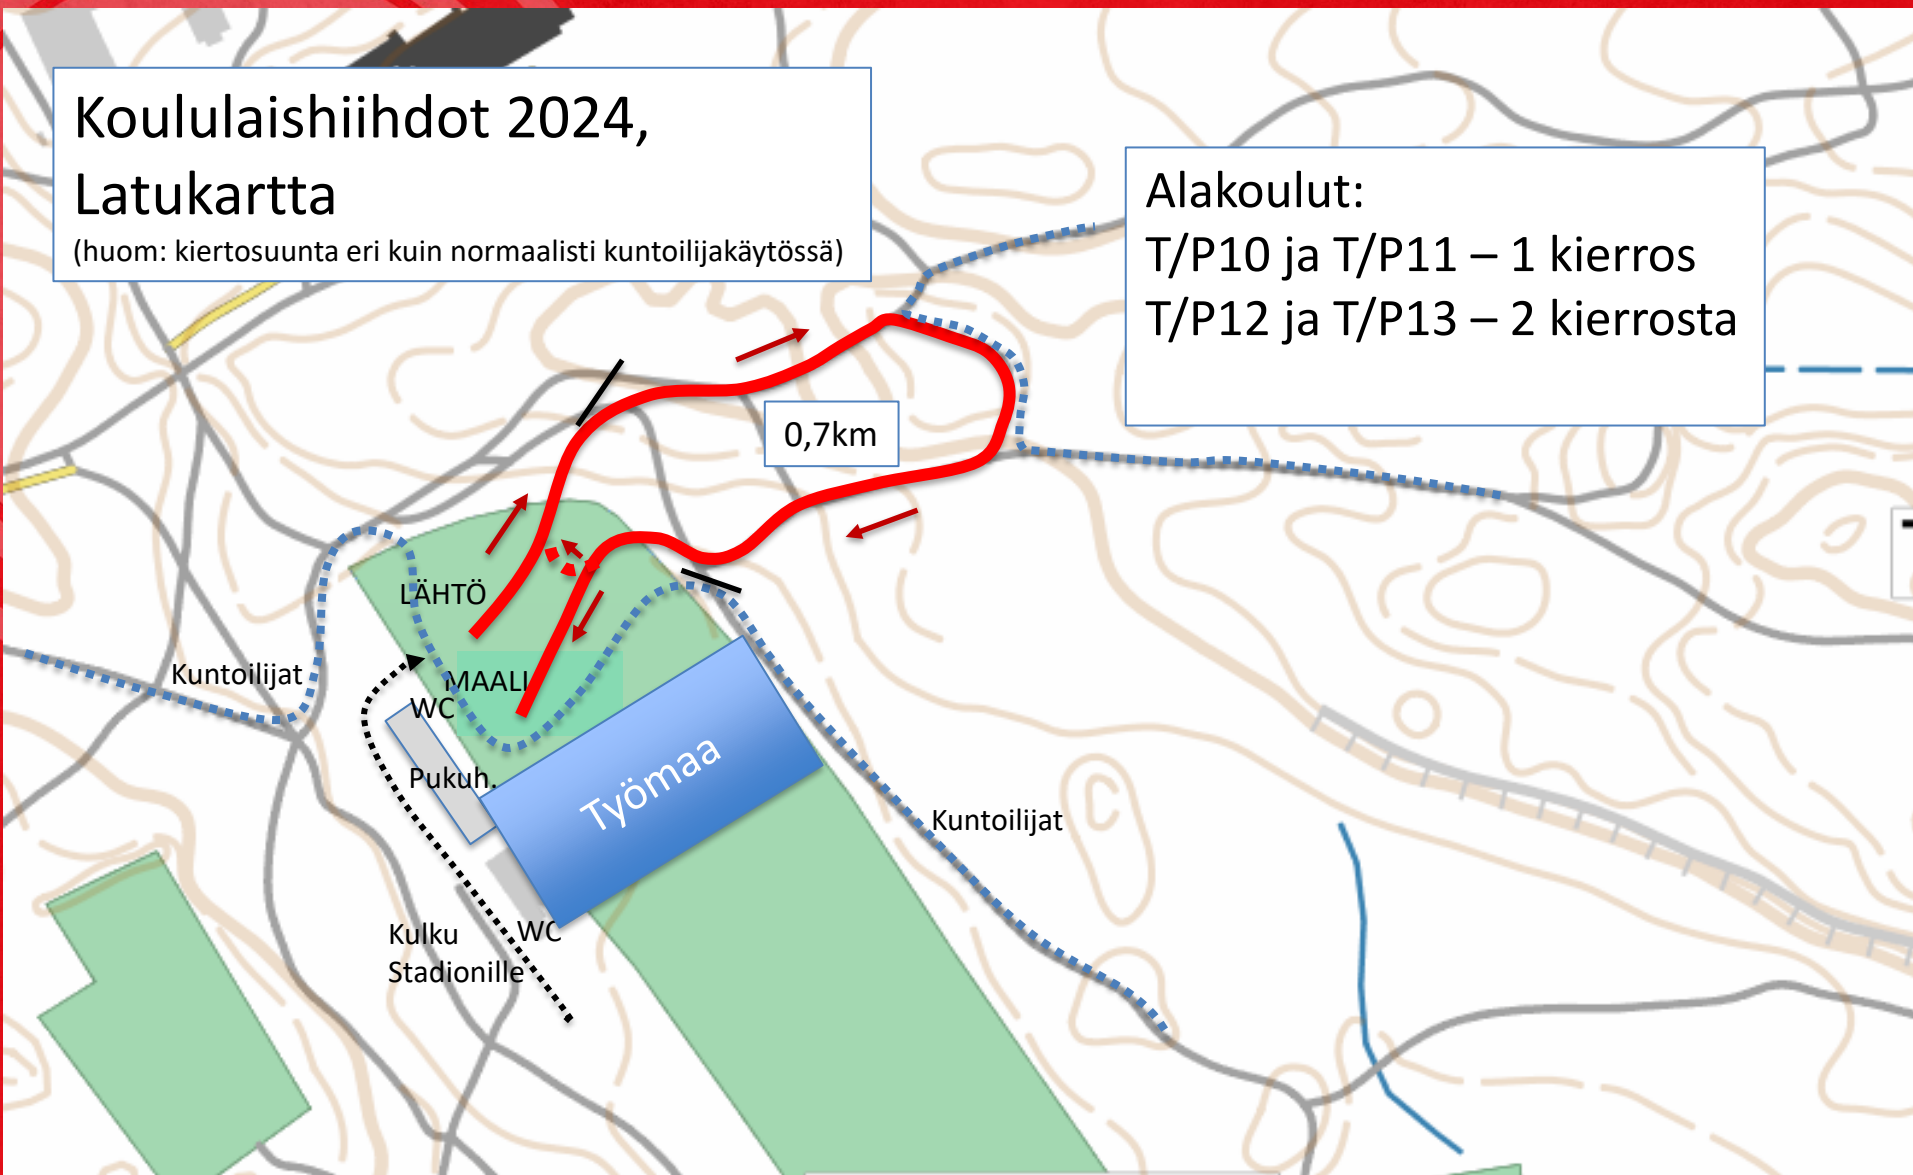 Koululaishiihdot 2024,
Latukartta
(huom: kiertosuunta eri kuin normaalisti kuntoilijakäytössä)
Alakoulut:
T/P10 ja T/P11 – 1 kierros
T/P12 ja T/P13 – 2 kierrosta
0,7km
LÄHTÖ
Kuntoilijat
MAALI
WC
Pukuh.
Työmaa
Kuntoilijat
Kulku
Stadionille
WC